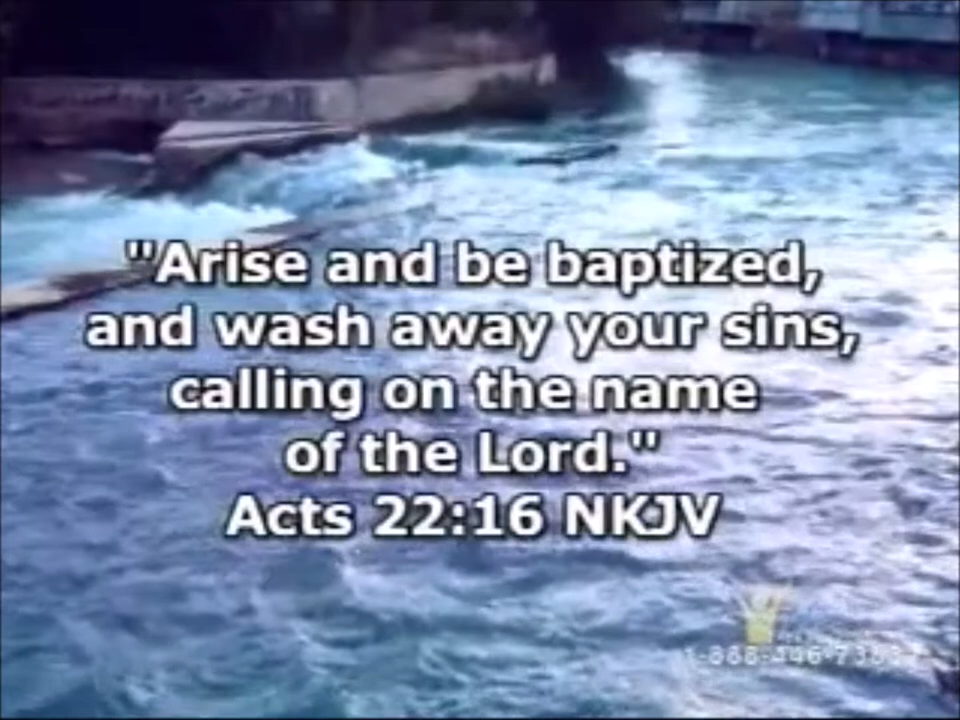 "Arise and be baptized,
and wash away your sins,
calling on the name
of the Lord."
Acts 22:16 NKJV